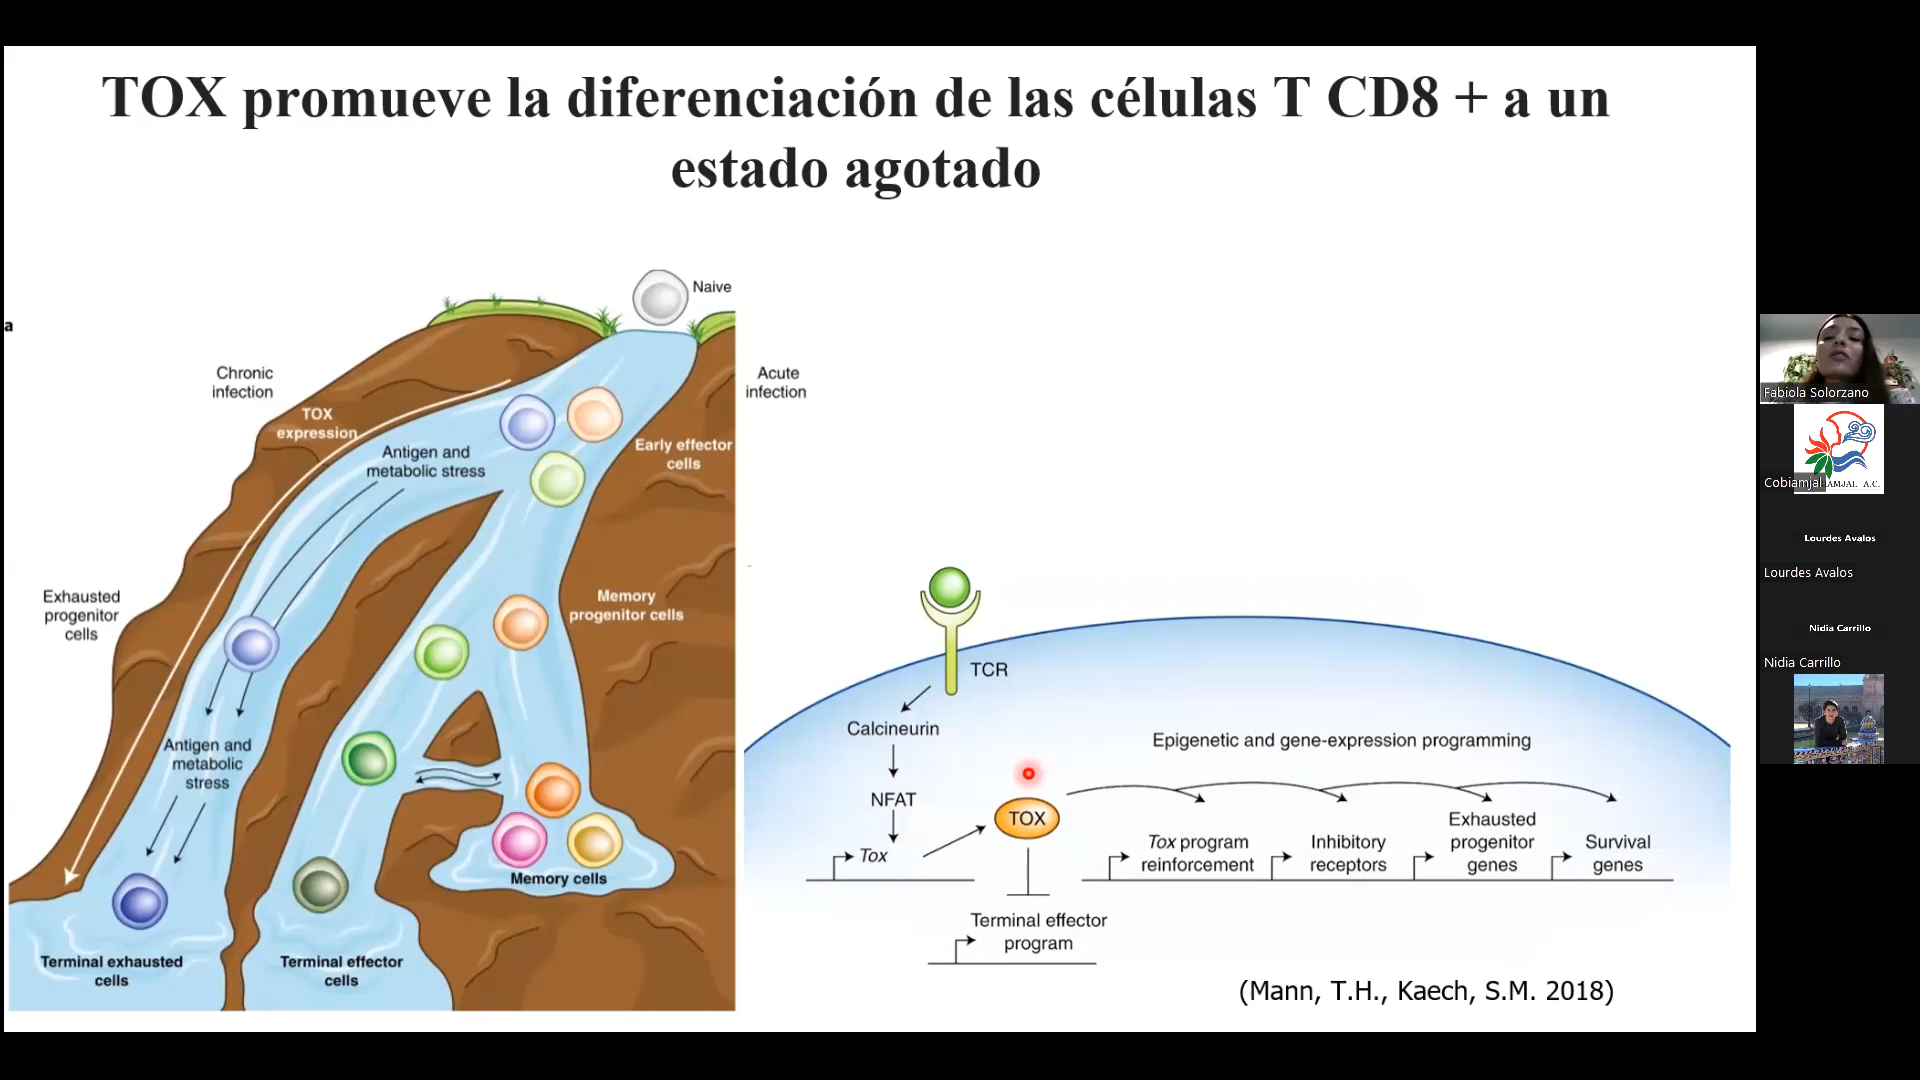 TOX promueve la diferenciación de las células T CD8 + a un
estado agotado
a
Naive
Chronic
infection
Acute
infection
TOX
expression
Antigen and
metabolic stress
Early effector
cells
Exhausted
progenitor
cells
Memory
progenitor cells
Antigen and
metabolic
stress
Memory cells
Terminal exhausted
cells
Terminal effector
cells
TCR
Calcineurin
NFAT
Tox
TOX
Epigenetic and gene-expression programming
Tox program
reinforcement
Inhibitory
receptors
Exhausted
progenitor
genes
Survival
genes
Terminal effector
program
(Mann, T.H., Kaech, S.M. 2018)
Fabiola Solorzano
Cobiamjal
AMJAL A.C.
Lourdes Avalos
Lourdes Avalos
Nidia Carrillo
Nidia Carrillo